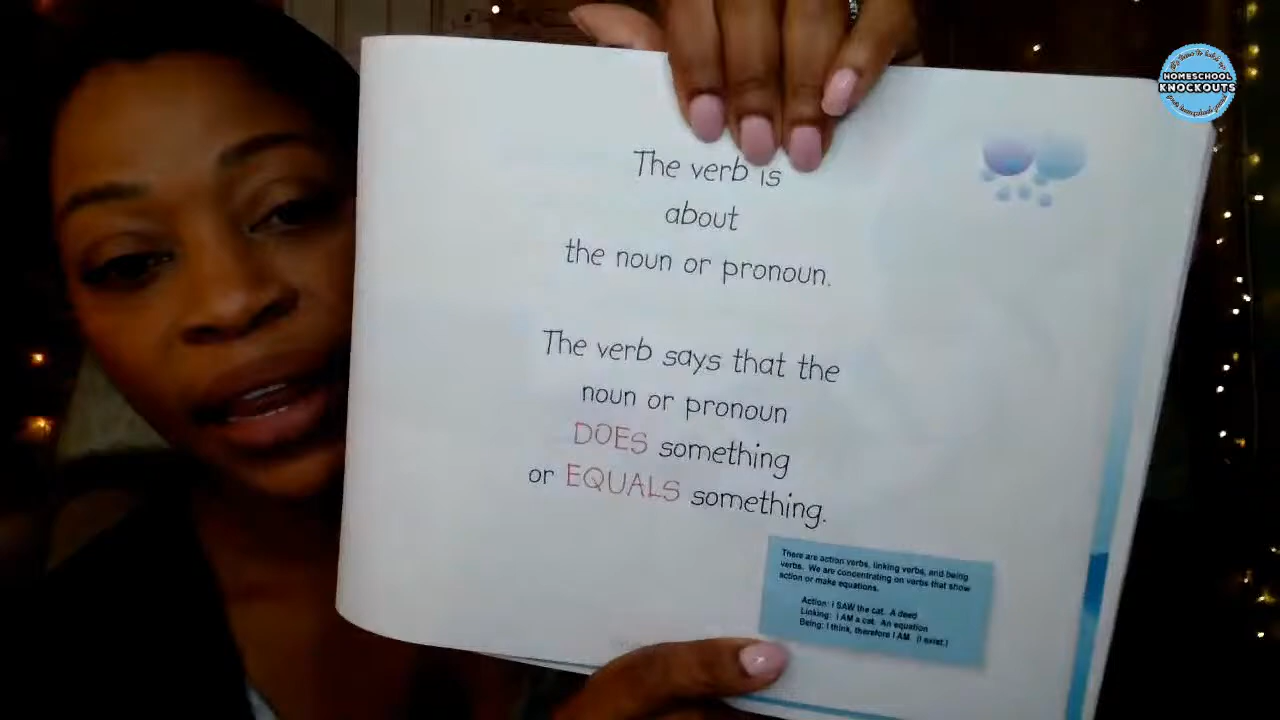 The verb is
about
the noun or pronoun.
The verb says that the
noun or pronoun
DOES something
or EQUALS something.
There are action verbs, linking verbs, and being
verbs. We are concentrating on verbs that show
action or make equations.
Action: I SAW the cat. A deed
Linking: I AM a cat. An equation
Being: I think, therefore I AM. (I exist.)
HOMESCHOOL
KNOCKOUTS